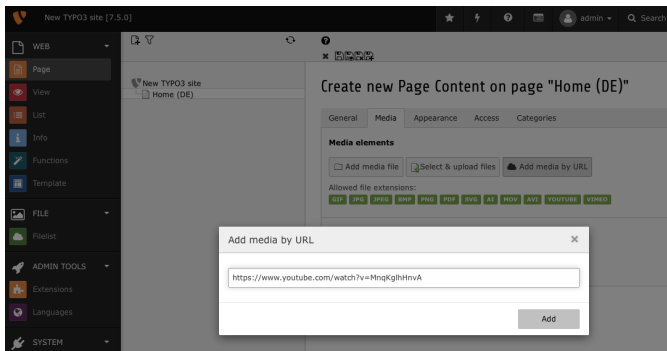 New TYPO3 site [7.5.0]
admin
Search
WEB
Page
View
List
Info
Functions
Template
FILE
Filelist
ADMIN TOOLS
Extensions
Languages
SYSTEM
New TYPO3 site
Home (DE)
Create new Page Content on page "Home (DE)"
General Media Appearance Access Categories
Media elements
Add media file Select & upload files Add media by URL
Allowed file extensions:
GIF JPG JPEG BMP PNG PDF SVG AI MOV AVI YOUTUBE VIMEO
Add media by URL
https://www.youtube.com/watch?v=MnqKglhHnvA
Add